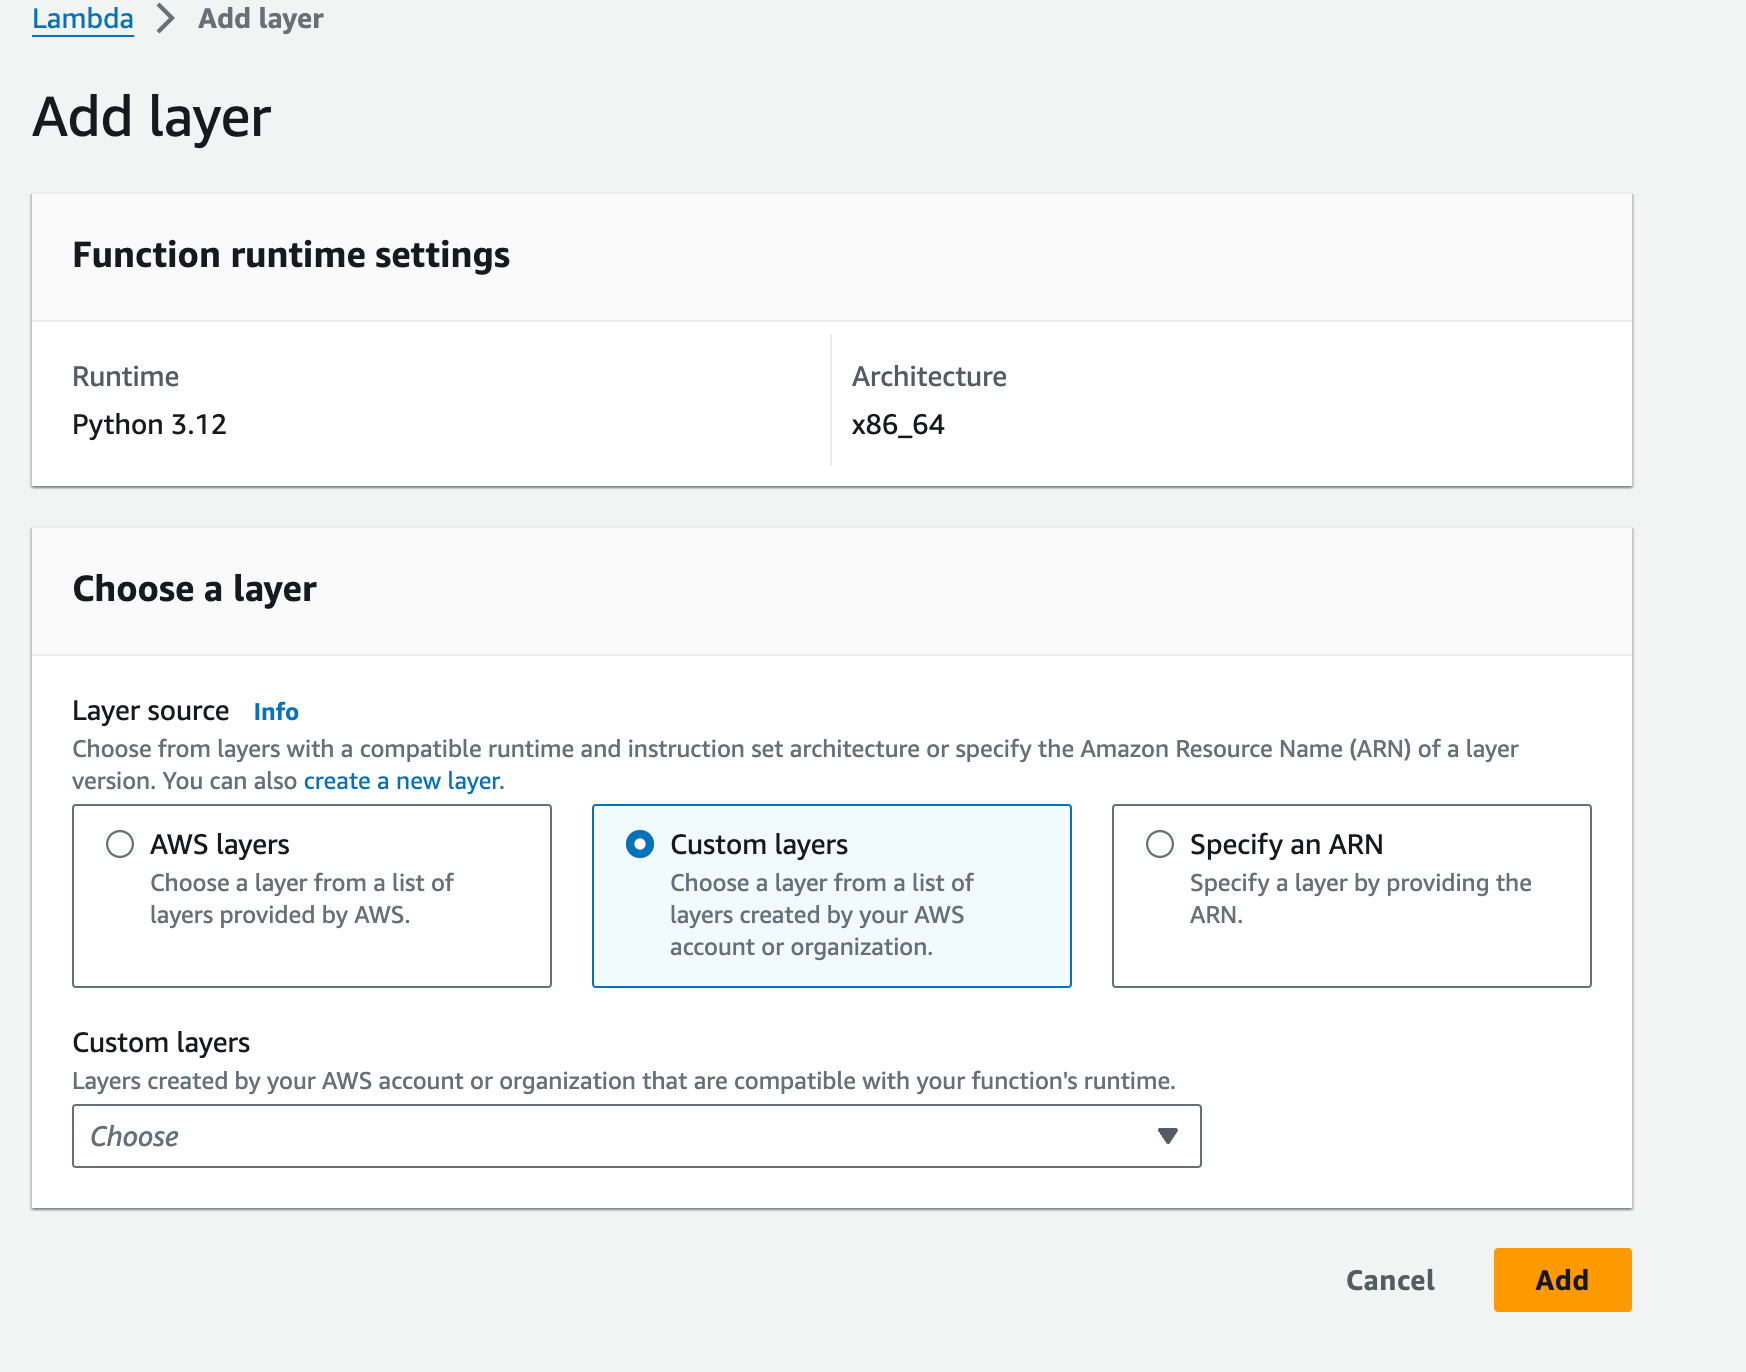 Lambda > Add layer
Add layer
Function runtime settings
Runtime
Python 3.12
Architecture
x86_64
Choose a layer
Layer source Info
Choose from layers with a compatible runtime and instruction set architecture or specify the Amazon Resource Name (ARN) of a layer
version. You can also create a new layer.
AWS layers
Choose a layer from a list of
layers provided by AWS.
Custom layers
Choose a layer from a list of
layers created by your AWS
account or organization.
Specify an ARN
Specify a layer by providing the
ARN.
Custom layers
Layers created by your AWS account or organization that are compatible with your function's runtime.
Choose
Cancel
Add